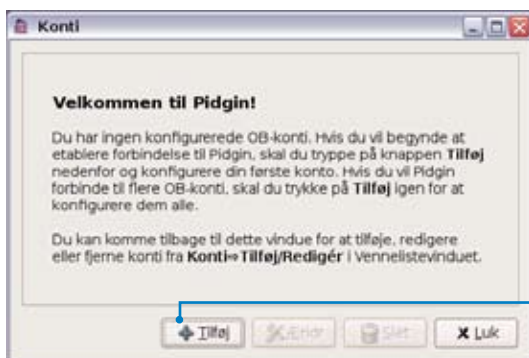 Konti
Velkommen til Pidgin!
Du har ingen konfigurerede OB-konti. Hvis du vil begynde at
etablere forbindelse til Pidgin, skal du tryppe på knappen Tilføj
nedenfor og konfigurere din første konto. Hvis du vil Pidgin
forbinde til flere OB-konti, skal du trykke på Tilføj igen for at
konfigurere dem alle.
Du kan komme tilbage til dette vindue for at tilføje, redigere
eller fjerne konti fra Konti⇨Tilføj/Redigér i Vennelistevinduet.
Tilføj Ændr Slet Luk